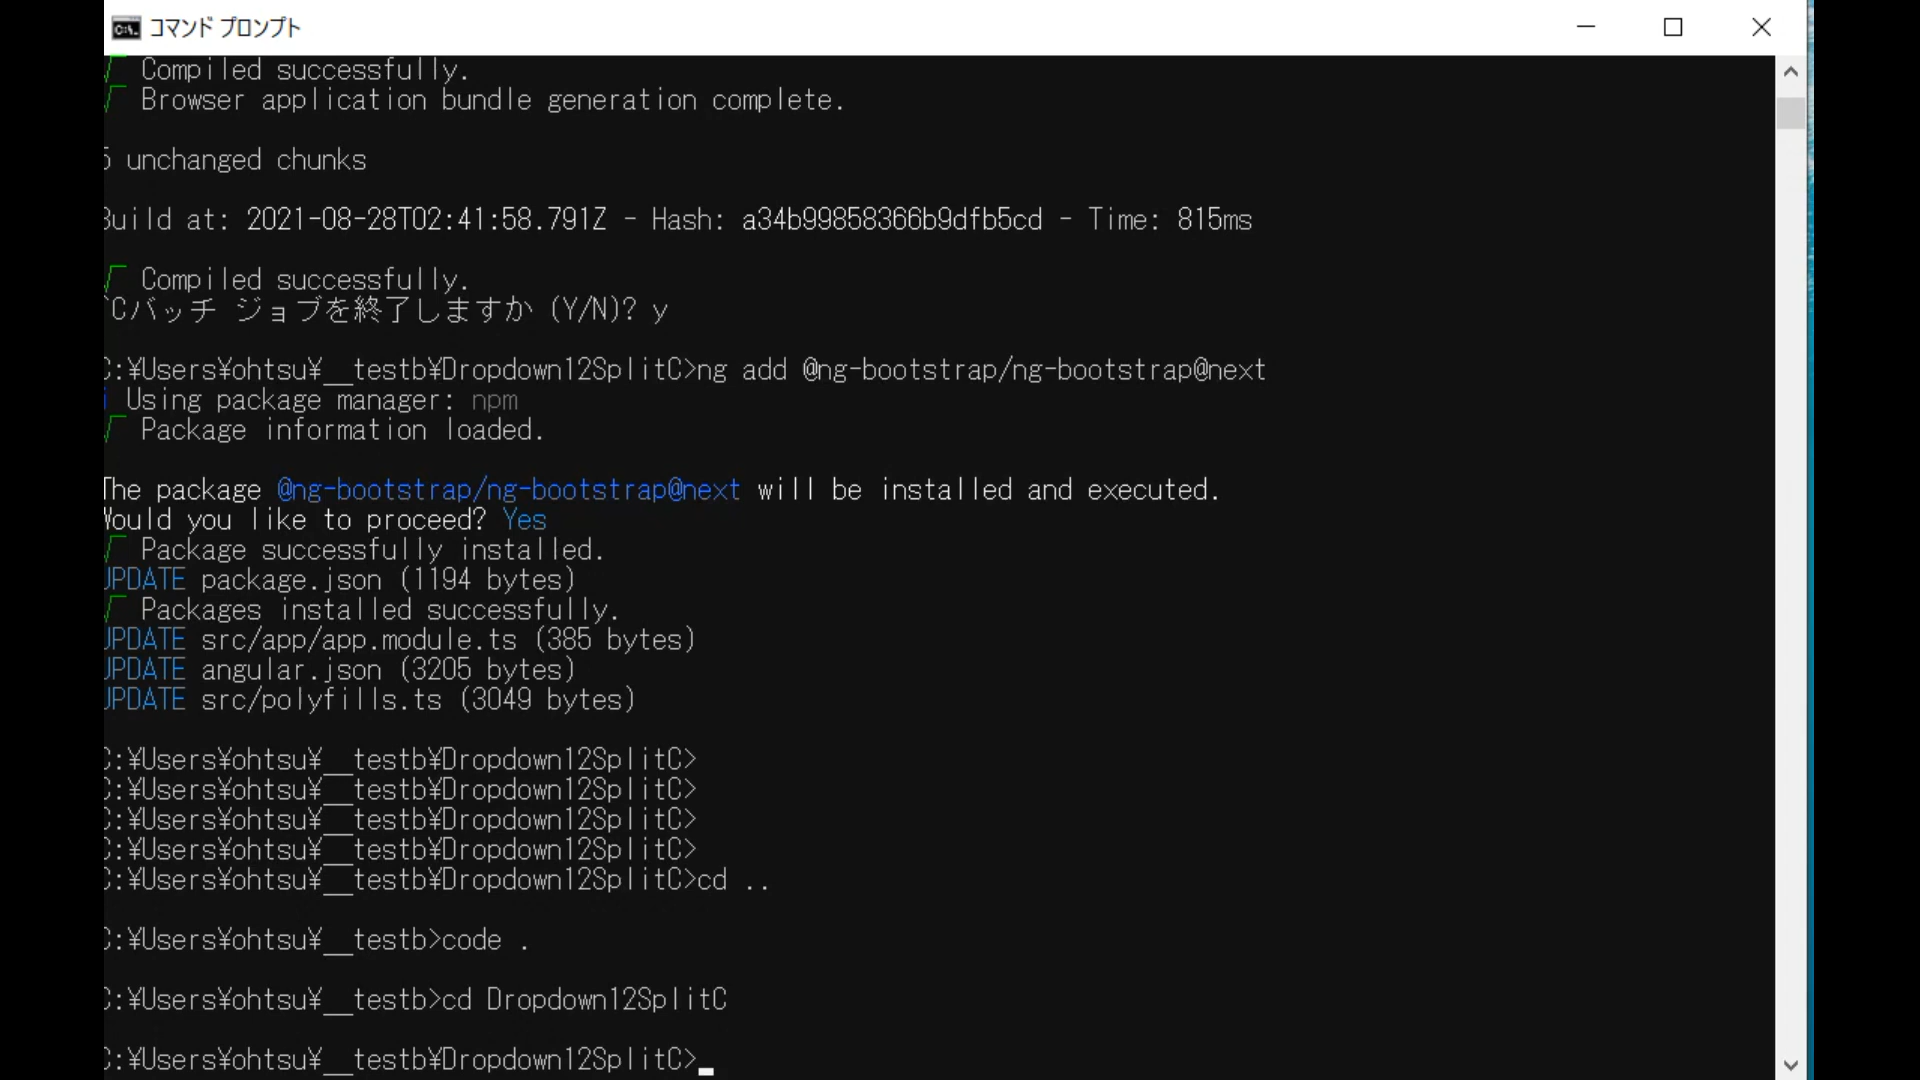 コマンド プロンプト
√ Compiled successfully.
√ Browser application bundle generation complete.
5 unchanged chunks
Build at: 2021-08-28T02:41:58.791Z - Hash: a34b99858366b9dfb5cd - Time: 815ms
√ Compiled successfully.
^Cバッチ ジョブを終了しますか (Y/N)? y
C:¥Users¥ohtsu¥__testb¥Dropdown12SplitC>ng add @ng-bootstrap/ng-bootstrap@next
i Using package manager: npm
√ Package information loaded.
The package @ng-bootstrap/ng-bootstrap@next will be installed and executed.
Would you like to proceed? Yes
√ Package successfully installed.
UPDATE package.json (1194 bytes)
√ Packages installed successfully.
UPDATE src/app/app.module.ts (385 bytes)
UPDATE angular.json (3205 bytes)
UPDATE src/polyfills.ts (3049 bytes)
C:¥Users¥ohtsu¥__testb¥Dropdown12SplitC>
C:¥Users¥ohtsu¥__testb¥Dropdown12SplitC>
C:¥Users¥ohtsu¥__testb¥Dropdown12SplitC>
C:¥Users¥ohtsu¥__testb¥Dropdown12SplitC>
C:¥Users¥ohtsu¥__testb¥Dropdown12SplitC>cd ..
C:¥Users¥ohtsu¥__testb>code .
C:¥Users¥ohtsu¥__testb>cd Dropdown12SplitC
C:¥Users¥ohtsu¥__testb¥Dropdown12SplitC>